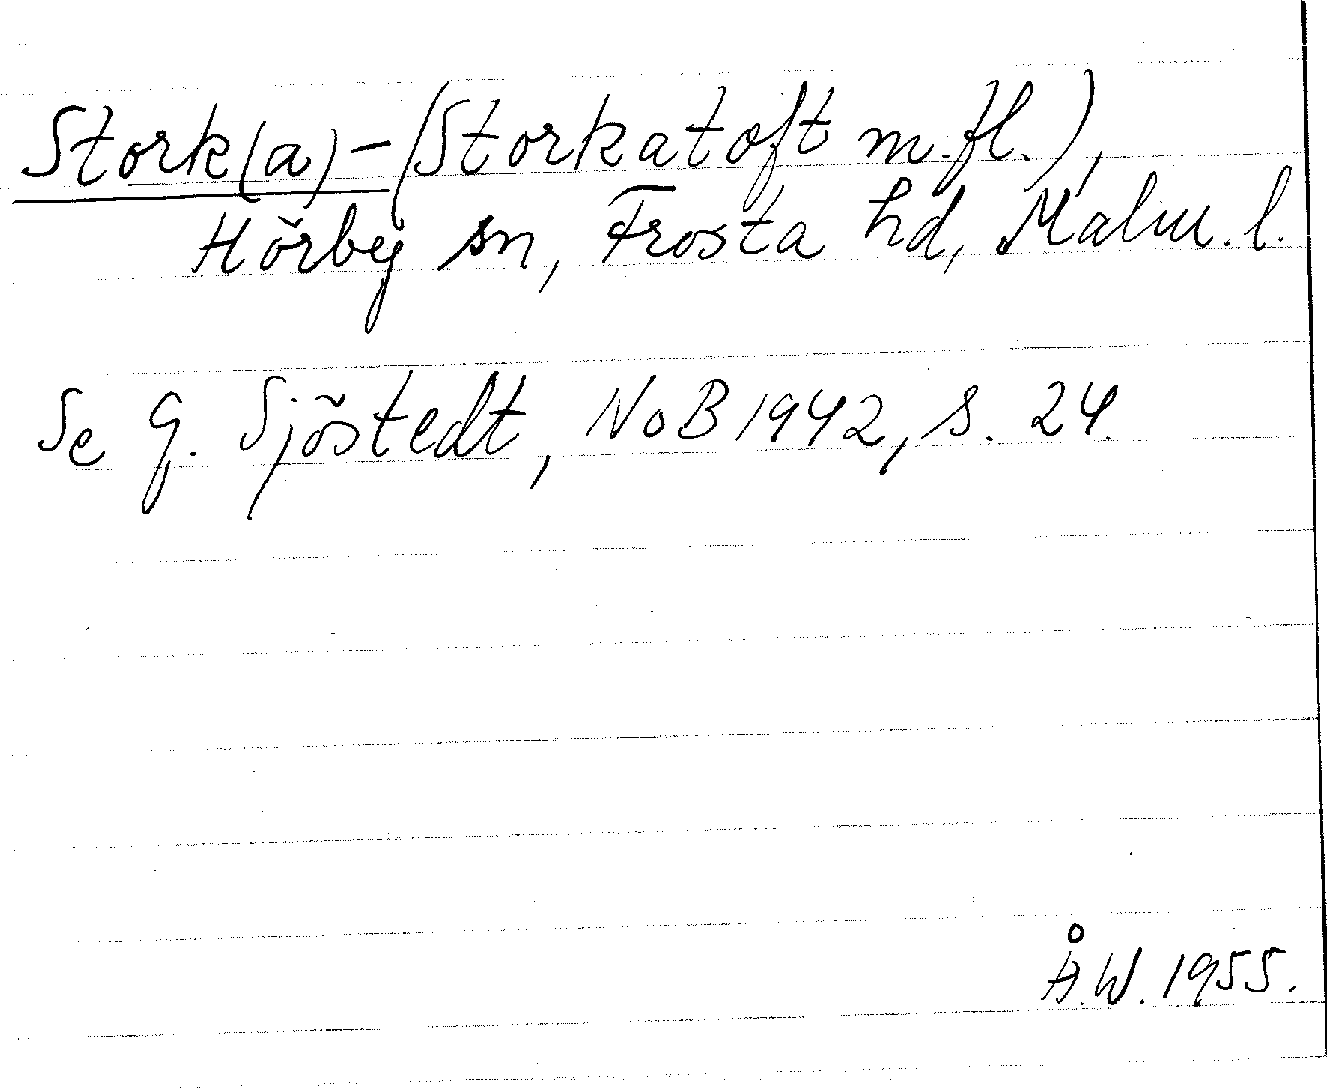 Stork(a)- (Storkatoft m.fl.),
Hörby sn, Frosta hd, Malm. l.
Se G. Sjöstedt, NoB 1942, s. 24.
Å.W. 1955.